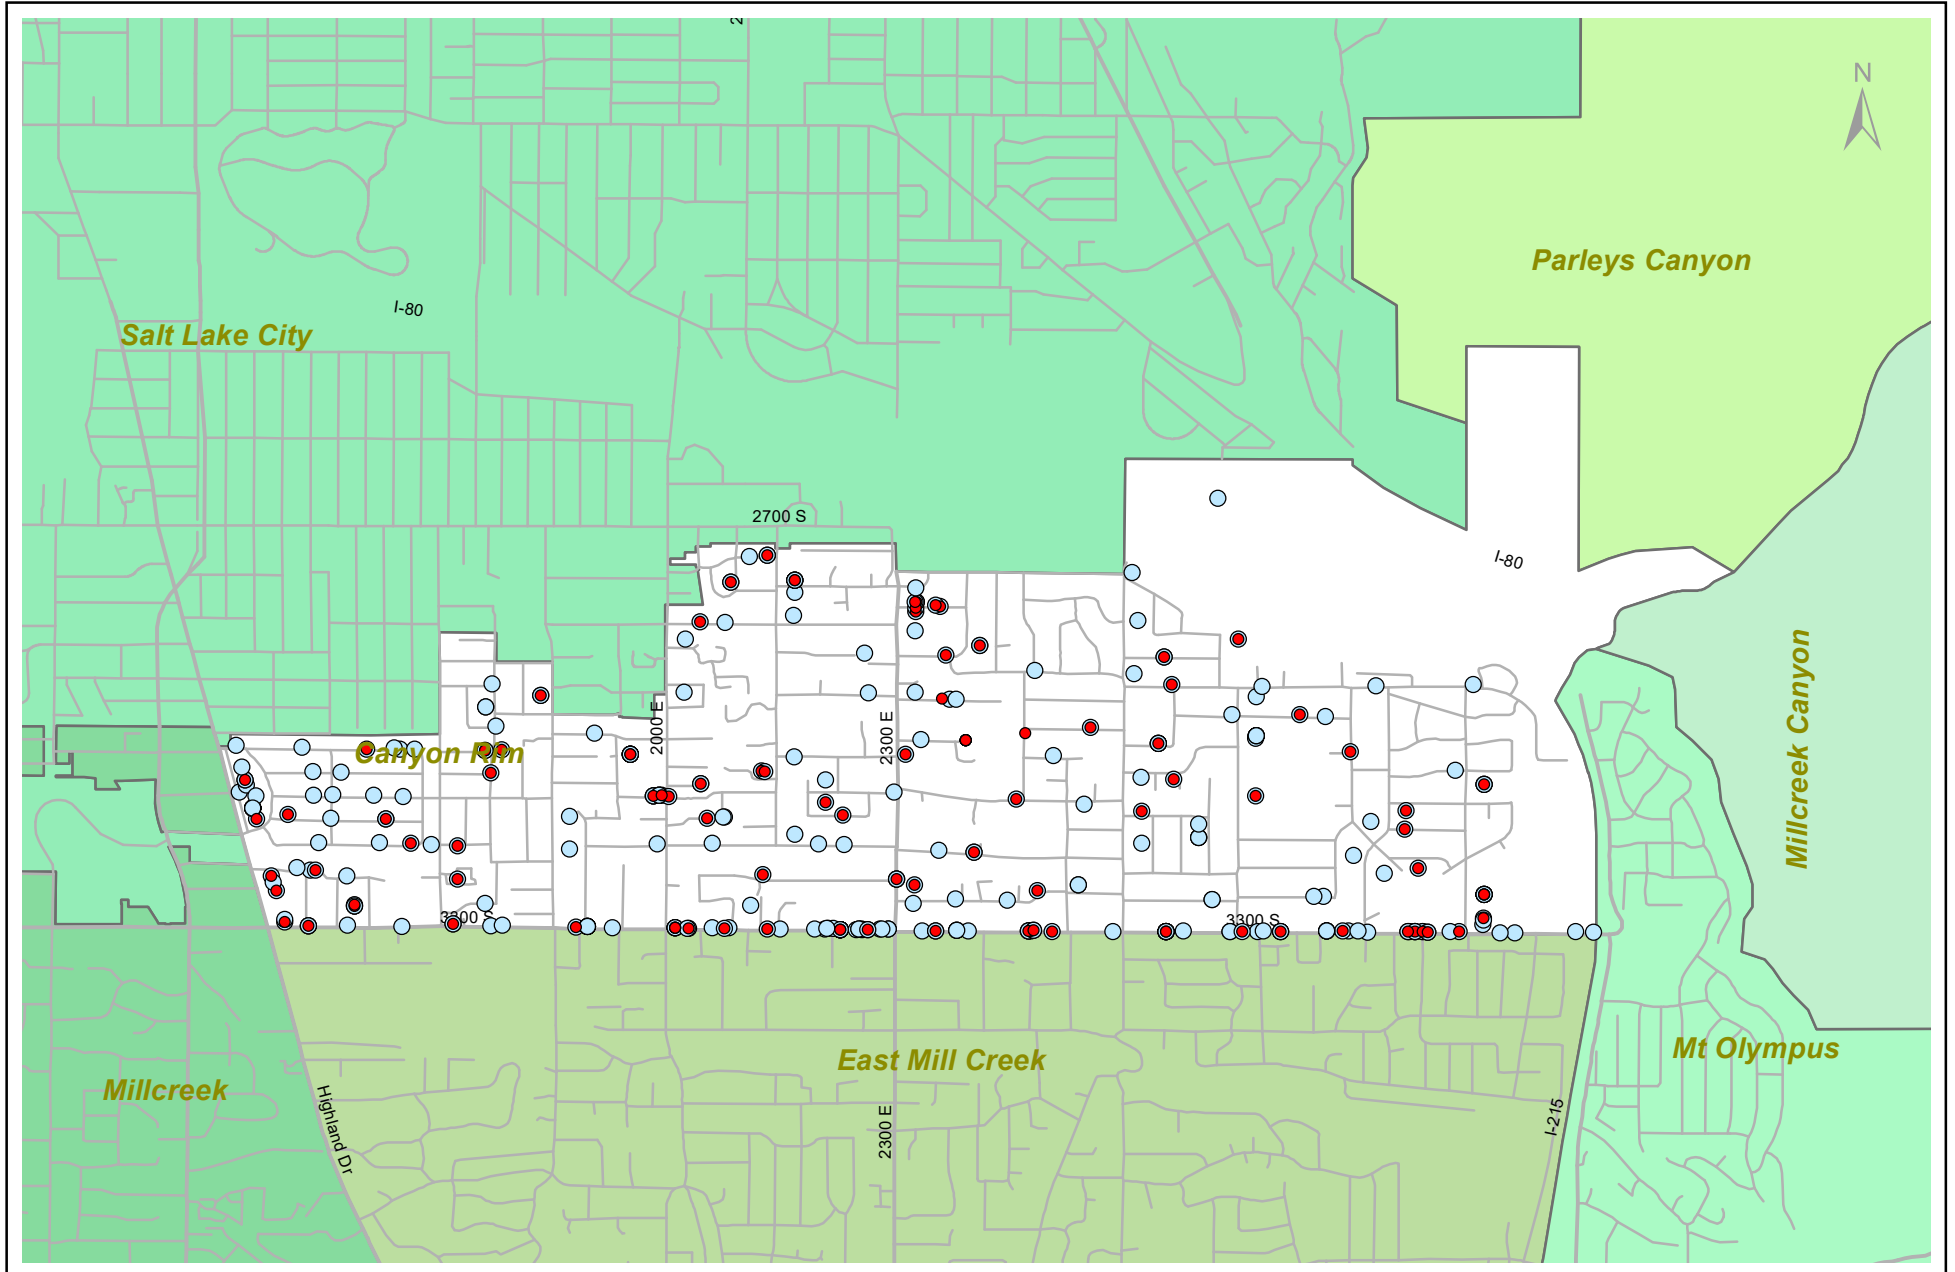 2
N
Parleys Canyon
I-80
Salt Lake City
2700 S
I-80
2000 E
2300 E
Canyon Rim
Millcreek Canyon
3300 S
3300 S
Mt Olympus
East Mill Creek
Millcreek
Highland Dr
2300 E
I-215